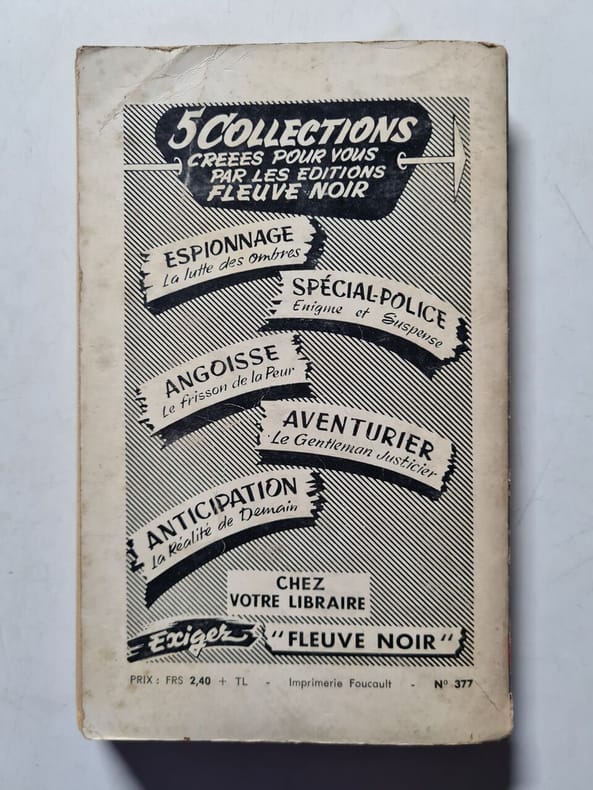 5 COLLECTIONS
CREEES POUR VOUS
PAR LES EDITIONS
FLEUVE NOIR
ESPIONNAGE
La lutte des ombres
SPÉCIAL-POLICE
Enigme et Suspense
ANGOISSE
Le frisson de la Peur
AVENTURIER
Le Gentleman Justicier
ANTICIPATION
La Réalité de Demain
CHEZ
VOTRE LIBRAIRE
Exigez "FLEUVE NOIR"
PRIX : FRS 2,40 + TL - Imprimerie Foucault - Nº 377